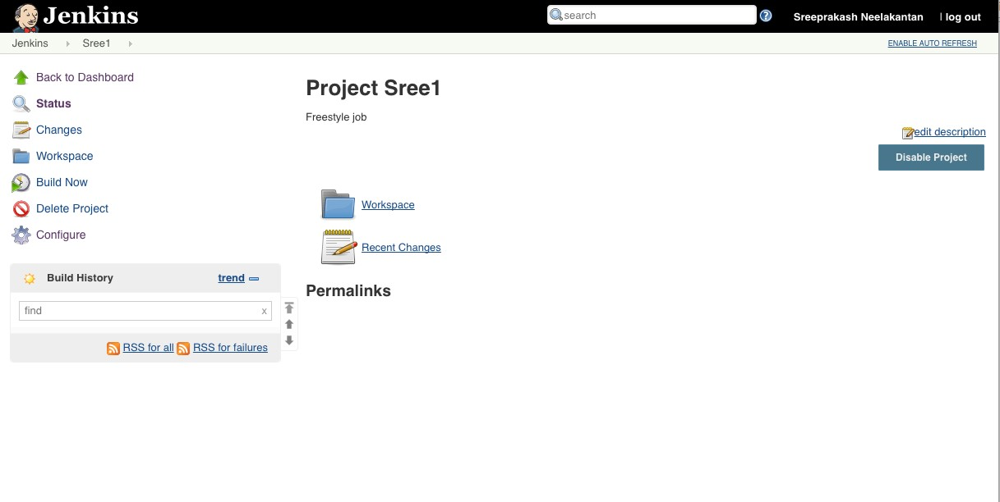 Jenkins
search
Sreeprakash Neelakantan | log out
Jenkins Sree1
ENABLE AUTO REFRESH
Back to Dashboard
Status
Changes
Workspace
Build Now
Delete Project
Configure
Build History
trend
find x
RSS for all RSS for failures
Project Sree1
Freestyle job
edit description
Disable Project
Workspace
Recent Changes
Permalinks